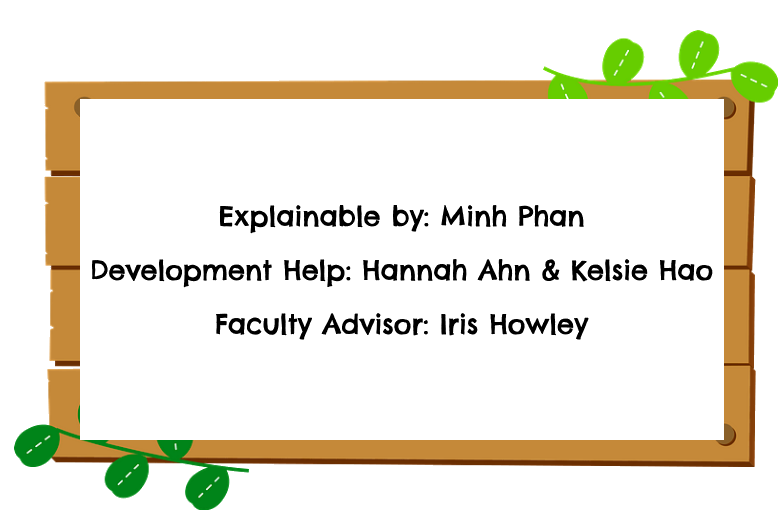 Explainable by: Minh Phan
Development Help: Hannah Ahn & Kelsie Hao
Faculty Advisor: Iris Howley